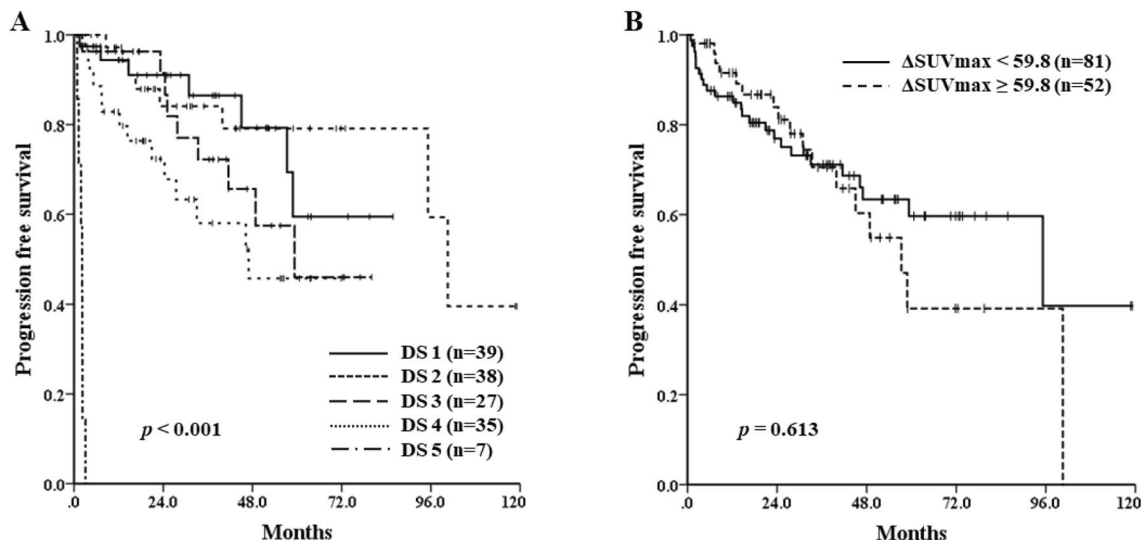 A
Progression free survival
1.0
0.8
0.6
0.4
0.2
0.0
.0
24.0
48.0
72.0
96.0
120
Months
DS 1 (n=39)
DS 2 (n=38)
DS 3 (n=27)
DS 4 (n=35)
DS 5 (n=7)
p < 0.001
B
Progression free survival
1.0
0.8
0.6
0.4
0.2
0.0
.0
24.0
48.0
72.0
96.0
120
Months
ΔSUVmax < 59.8 (n=81)
ΔSUVmax ≥ 59.8 (n=52)
p = 0.613